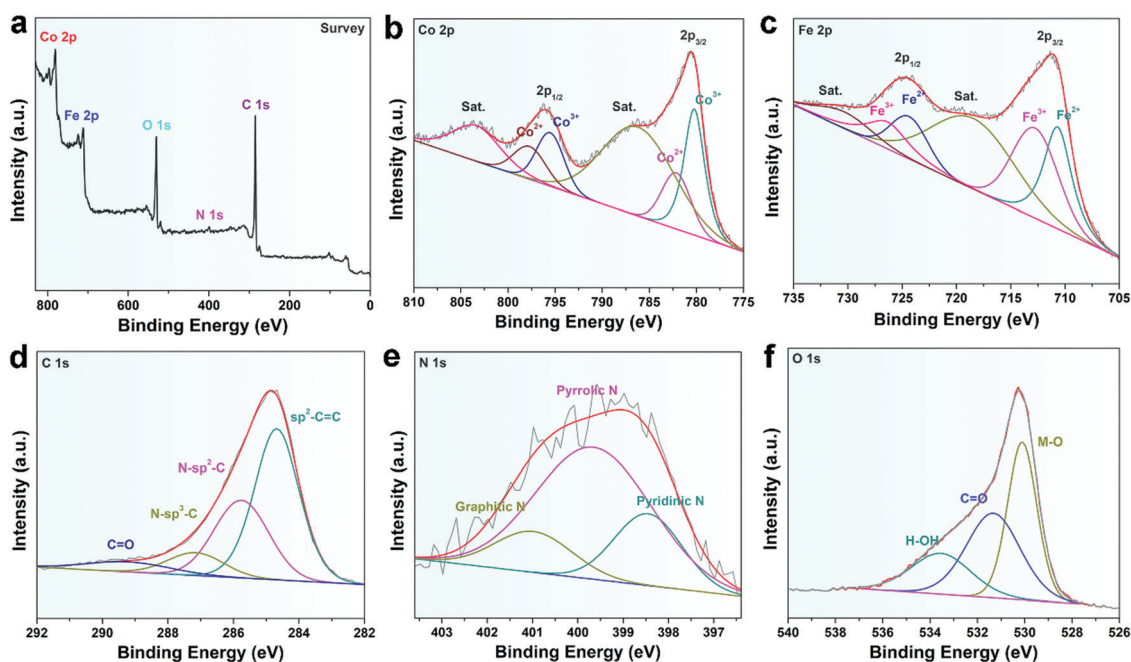 a
Survey
Co 2p
Fe 2p
O 1s
N 1s
C 1s
Intensity (a.u.)
800 600 400 200 0
Binding Energy (eV)
b
Co 2p
2p3/2
2p1/2
Sat.
Sat.
Co2+
Co3+
Co2+
Co3+
Intensity (a.u.)
810 804 798 792 785 780 775
Binding Energy (eV)
c
Fe 2p
2p3/2
2p1/2
Sat.
Sat.
Fe3+
Fe2+
Fe3+
Fe2+
Intensity (a.u.)
735 730 725 720 715 710 705
Binding Energy (eV)
d
C 1s
sp2-C=C
N-sp2-C
N-sp3-C
C=O
Intensity (a.u.)
292 290 288 286 284 282
Binding Energy (eV)
e
N 1s
Pyrrolic N
Graphitic N
Pyridinic N
Intensity (a.u.)
403 402 401 400 399 398 397
Binding Energy (eV)
f
O 1s
M-O
C=O
H-OH
Intensity (a.u.)
540 538 536 534 532 530 528 526
Binding Energy (eV)